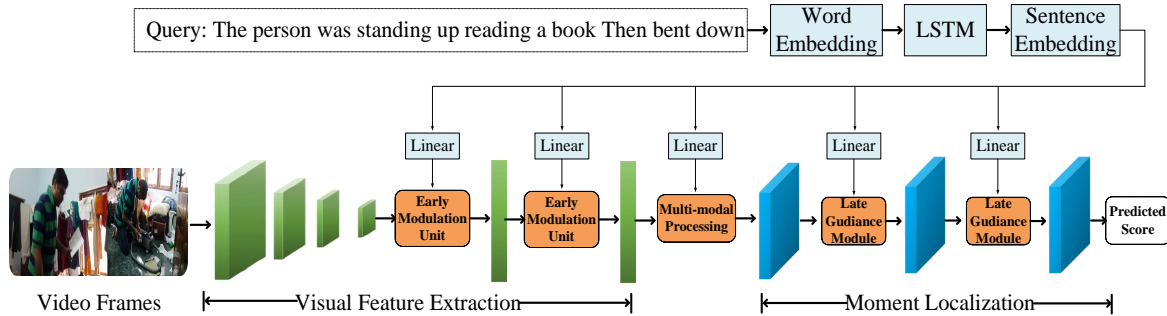 Query: The person was standing up reading a book Then bent down
Word
Embedding
LSTM
Sentence
Embedding
Linear
Linear
Linear
Linear
Linear
Early
Modulation
Unit
Early
Modulation
Unit
Multi-modal
Processing
Late
Gudiance
Module
Late
Gudiance
Module
Predicted
Score
Video Frames
Visual Feature Extraction
Moment Localization